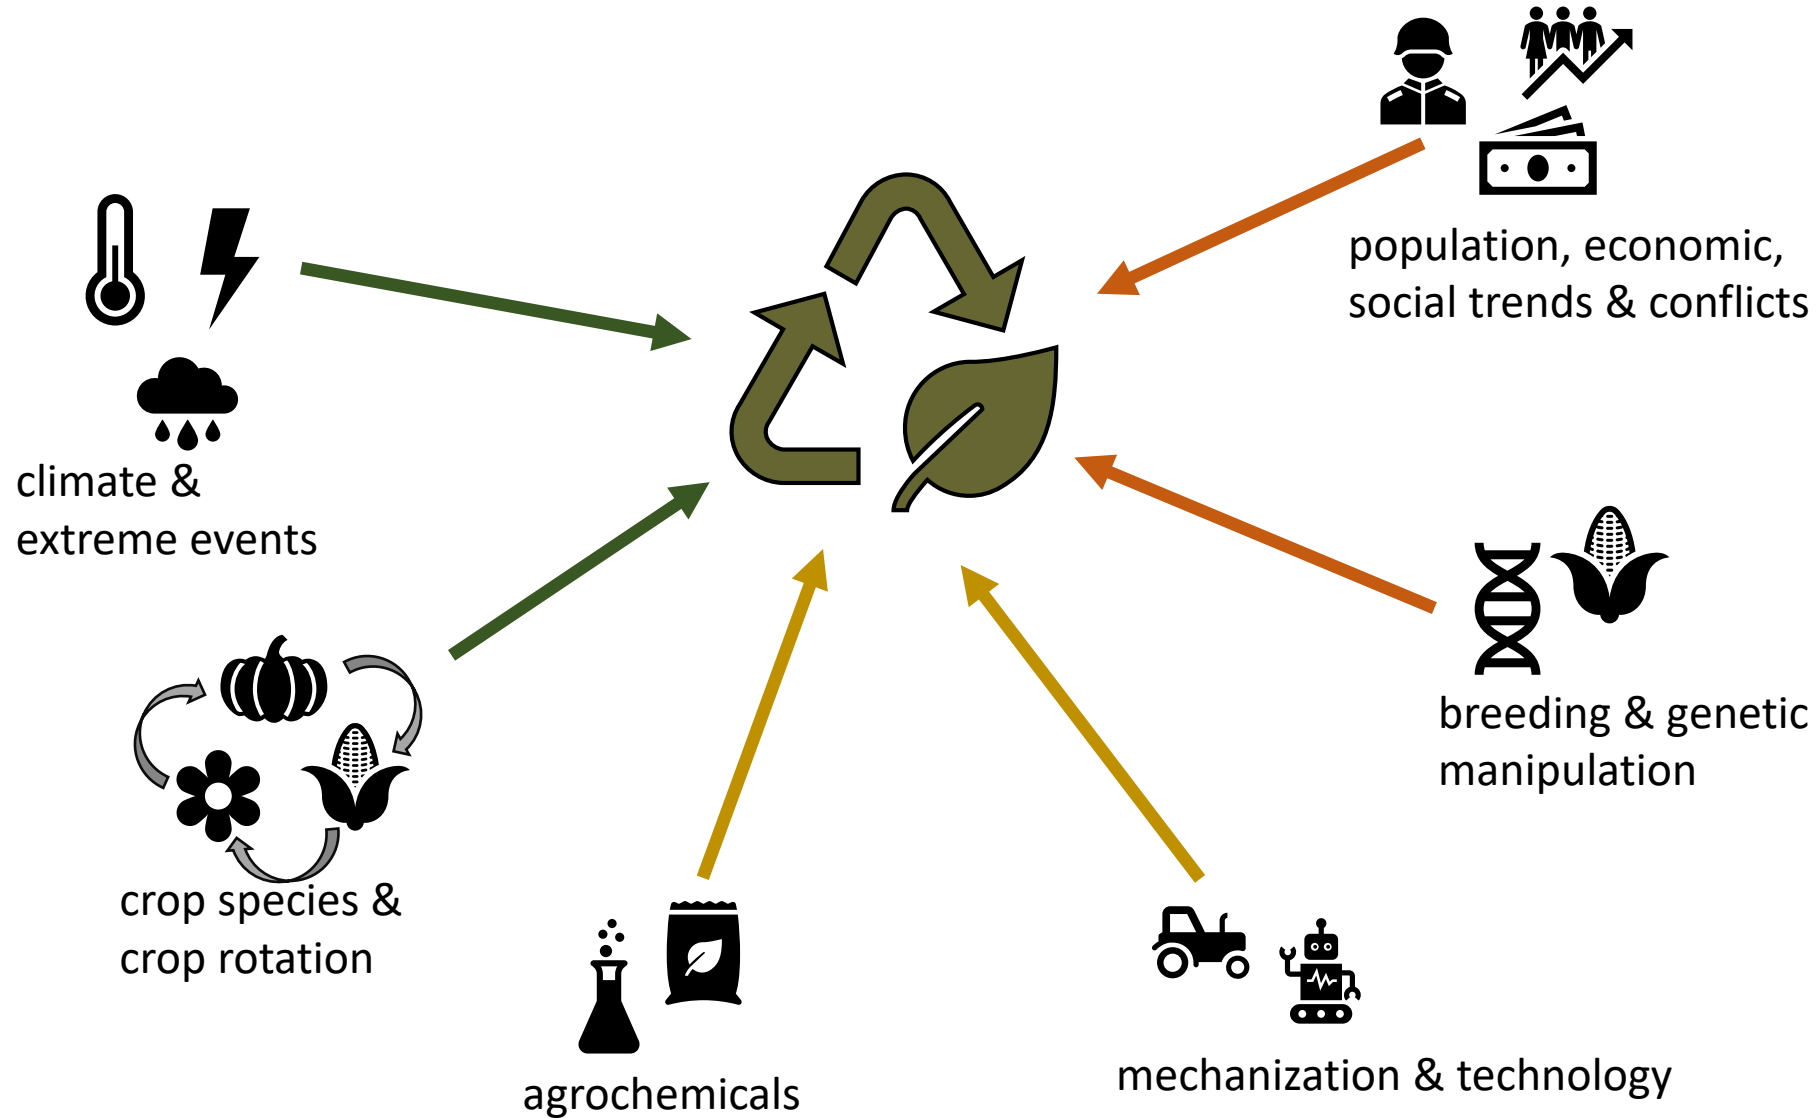 population, economic,
social trends & conflicts
climate &
extreme events
breeding & genetic
manipulation
crop species &
crop rotation
mechanization & technology
agrochemicals